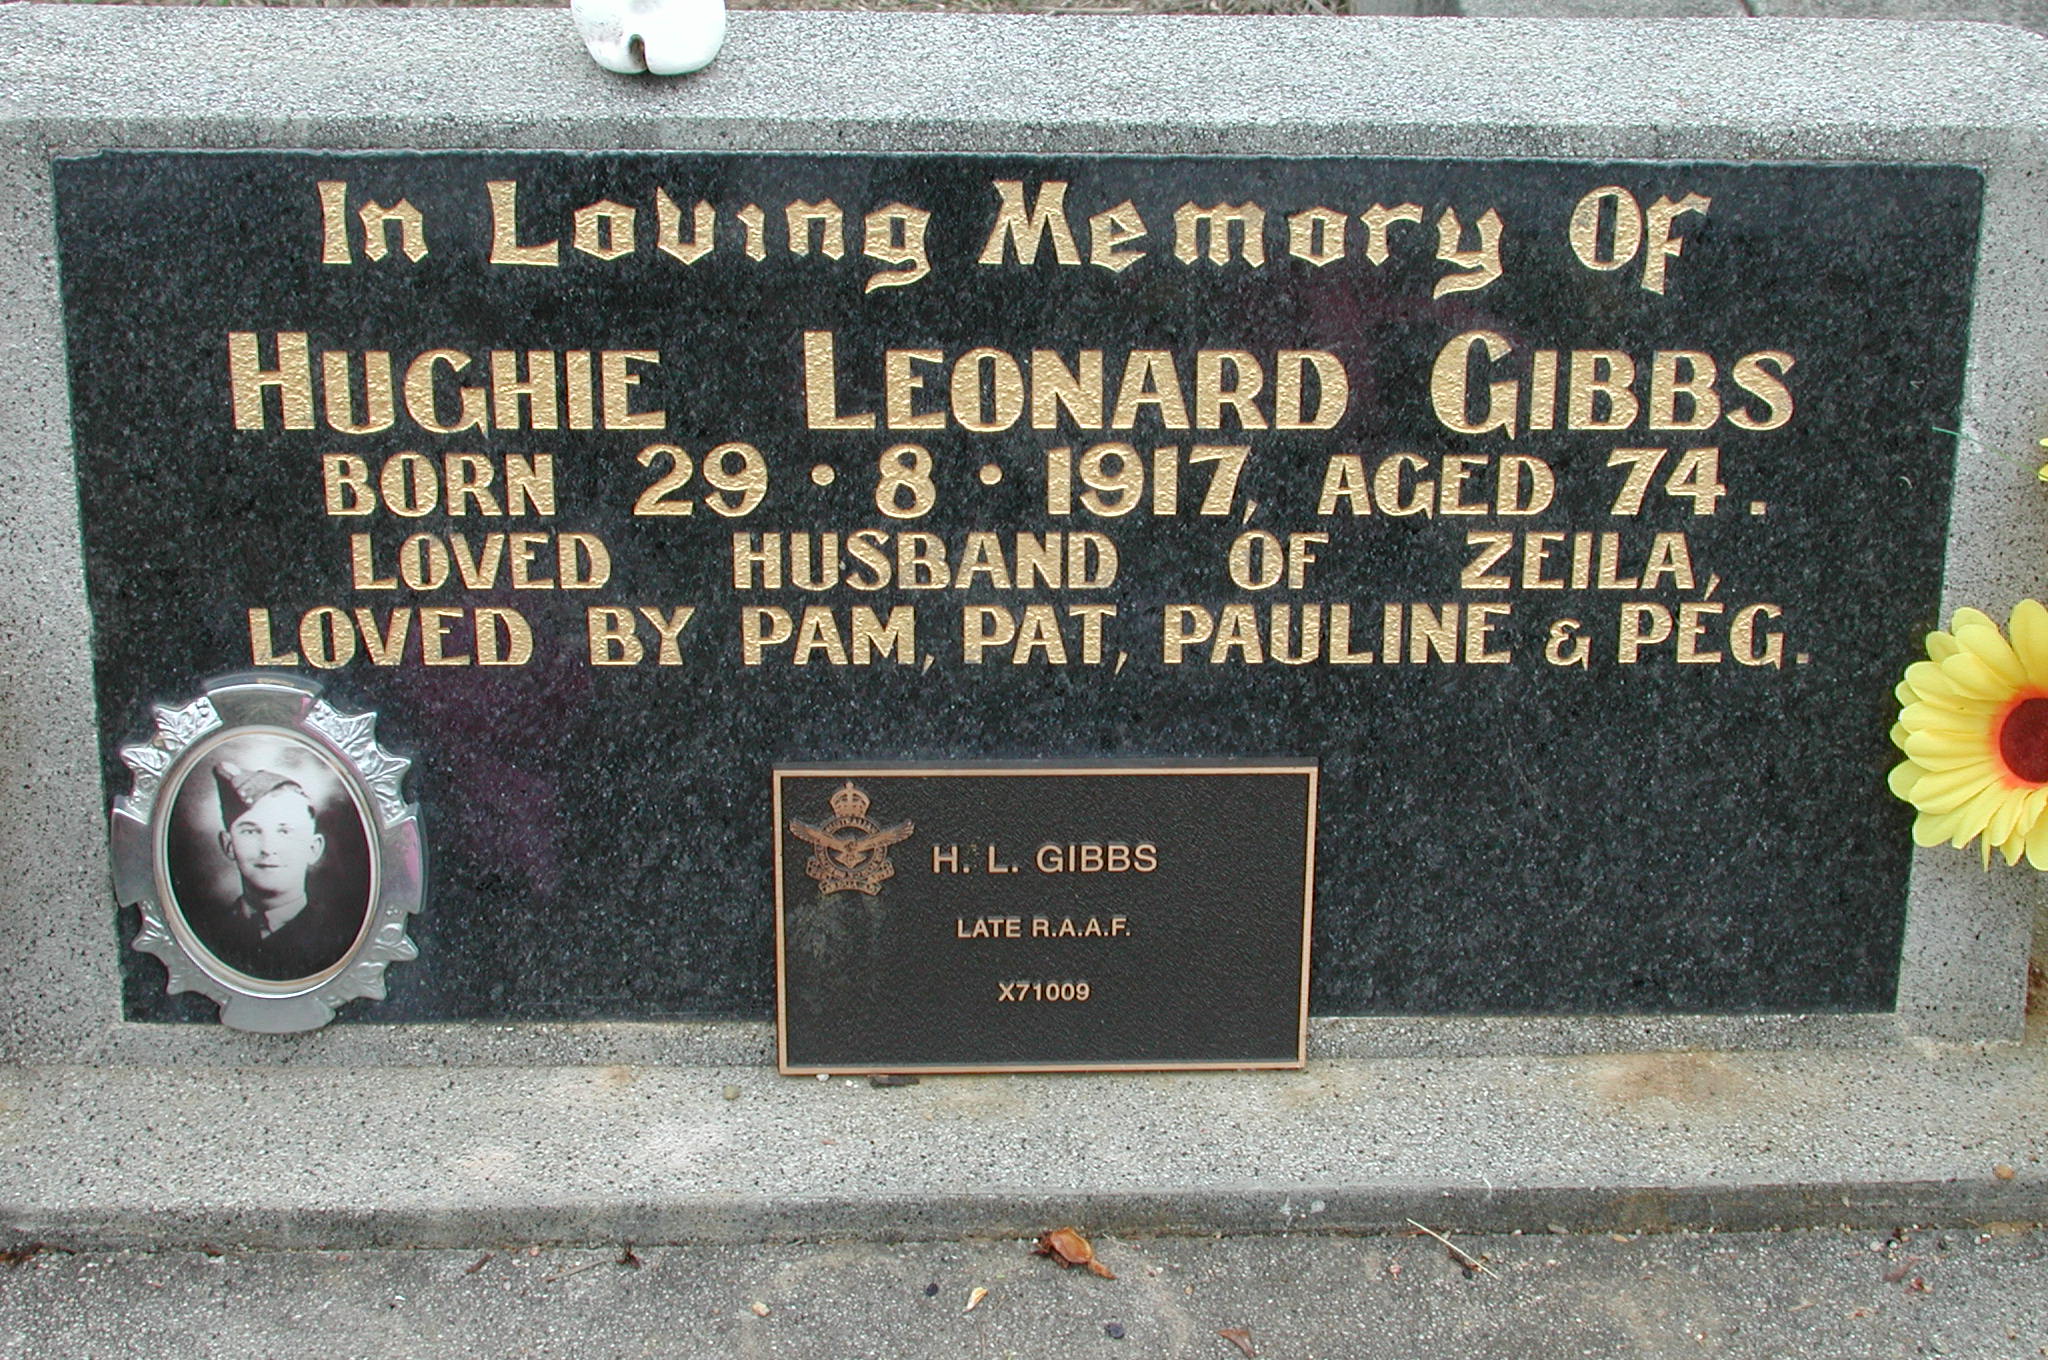 In Loving Memory Of
HUGHIE LEONARD GIBBS
BORN 29·8·1917, AGED 74.
LOVED HUSBAND OF ZEILA,
LOVED BY PAM, PAT, PAULINE & PEG.
H. L. GIBBS
LATE R.A.A.F.
X71009